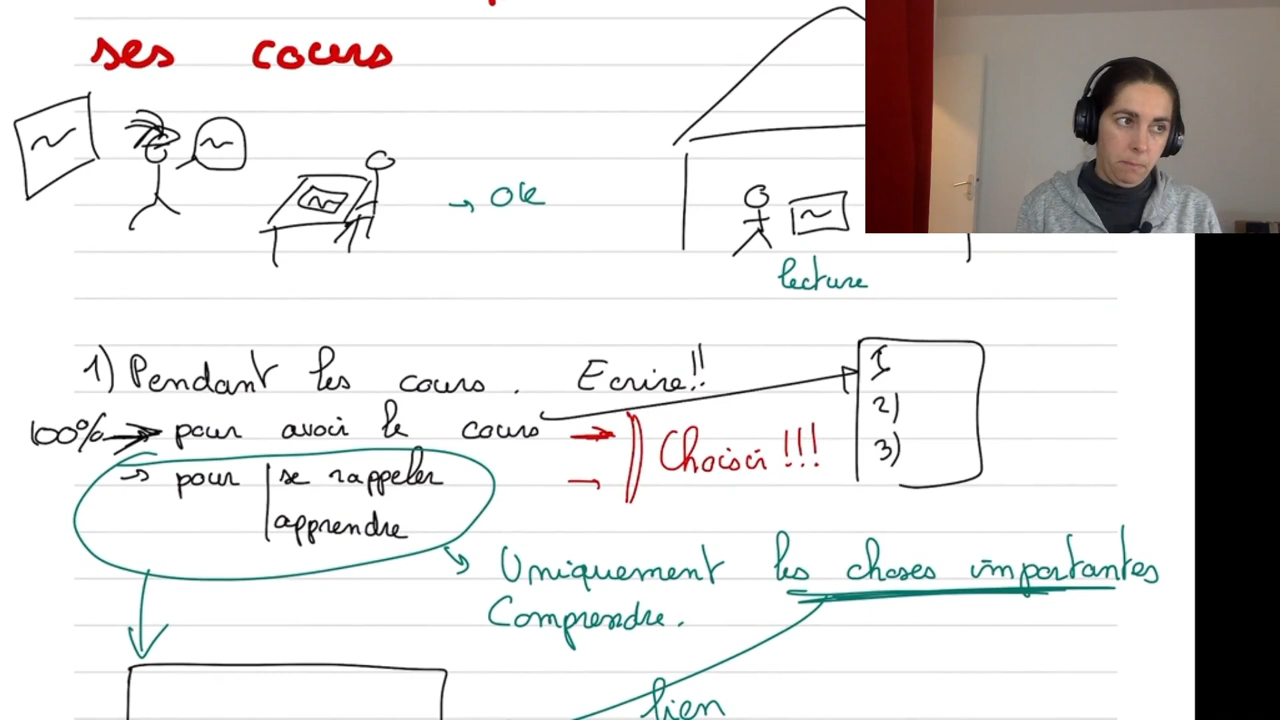 ses cours
→ Ok
lecture
1) Pendant les cours. Ecrire!!
100% → pour avoir le cours → Choisir !!!
→ pour se rappeler
apprendre
1
2)
3)
Uniquement les choses importantes
Comprendre.
lien